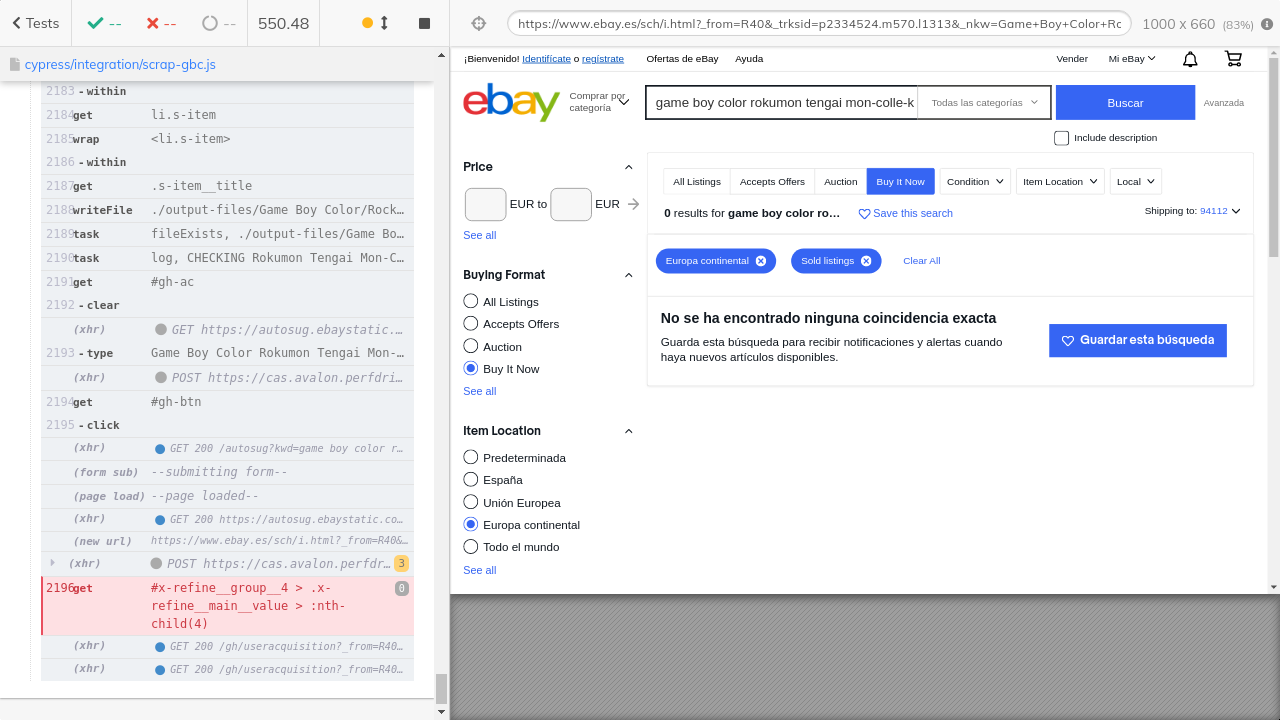 Tests
--
--
--
550.48
https://www.ebay.es/sch/i.html?_from=R40&_trksid=p2334524.m570.l1313&_nkw=Game+Boy+Color+Rc
1000 x 660 (83%)
cypress/integration/scrap-gbc.js
2183 -within
2184 get li.s-item
2185 wrap <li.s-item>
2186 -within
2187 get .s-item__title
2188 writeFile ./output-files/Game Boy Color/Rock…
2189 task fileExists, ./output-files/Game Bo…
2190 task log, CHECKING Rokumon Tengai Mon-C…
2191 get #gh-ac
2192 -clear
(xhr) GET https://autosug.ebaystatic.…
2193 -type Game Boy Color Rokumon Tengai Mon-…
(xhr) POST https://cas.avalon.perfdri…
2194 get #gh-btn
2195 -click
(xhr) GET 200 /autosug?kwd=game boy color r…
(form sub) --submitting form--
(page load) --page loaded--
(xhr) GET 200 https://autosug.ebaystatic.co…
(new url) https://www.ebay.es/sch/i.html?_from=R40&…
(xhr) POST https://cas.avalon.perfdr… 3
2196 get #x-refine__group__4 > .x-
refine__main__value > :nth-
child(4) 0
(xhr) GET 200 /gh/useracquisition?_from=R40…
(xhr) GET 200 /gh/useracquisition?_from=R40…
¡Bienvenido! Identifícate o regístrate Ofertas de eBay Ayuda Vender Mi eBay
ebay
Comprar por
categoría
game boy color rokumon tengai mon-colle-k
Todas las categorías
Buscar
Avanzada
Include description
Price
EUR to EUR
See all
Buying Format
All Listings
Accepts Offers
Auction
Buy It Now
See all
Item Location
Predeterminada
España
Unión Europea
Europa continental
Todo el mundo
See all
All Listings Accepts Offers Auction Buy It Now Condition Item Location Local
0 results for game boy color ro… Save this search Shipping to: 94112
Europa continental Sold listings Clear All
No se ha encontrado ninguna coincidencia exacta
Guarda esta búsqueda para recibir notificaciones y alertas cuando
haya nuevos artículos disponibles.
Guardar esta búsqueda